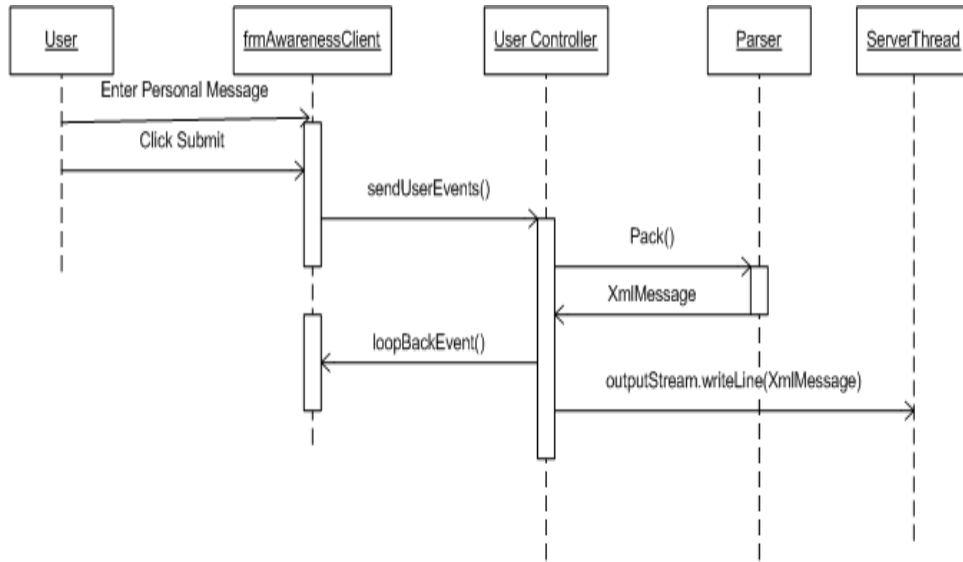 User
frmAwarenessClient
User Controller
Parser
ServerThread
Enter Personal Message
Click Submit
sendUserEvents()
Pack()
XmlMessage
loopBackEvent()
outputStream.writeLine(XmlMessage)